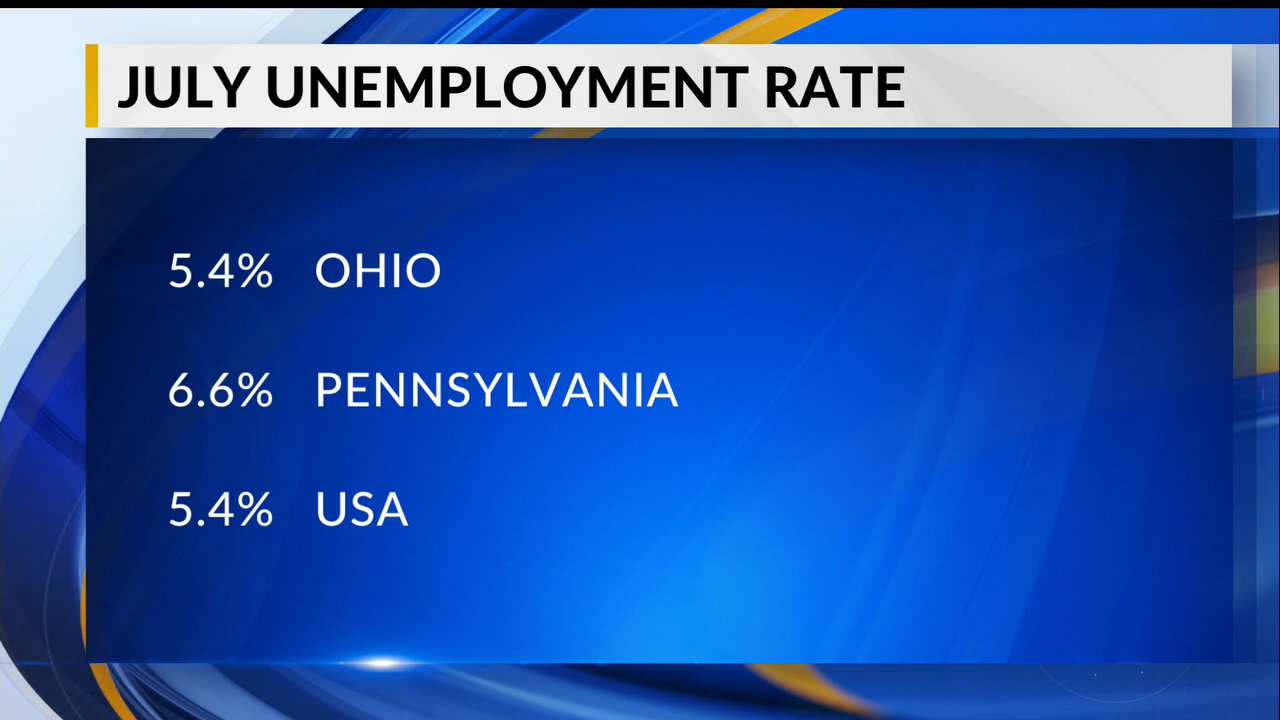 JULY UNEMPLOYMENT RATE
5.4% OHIO
6.6% PENNSYLVANIA
5.4% USA